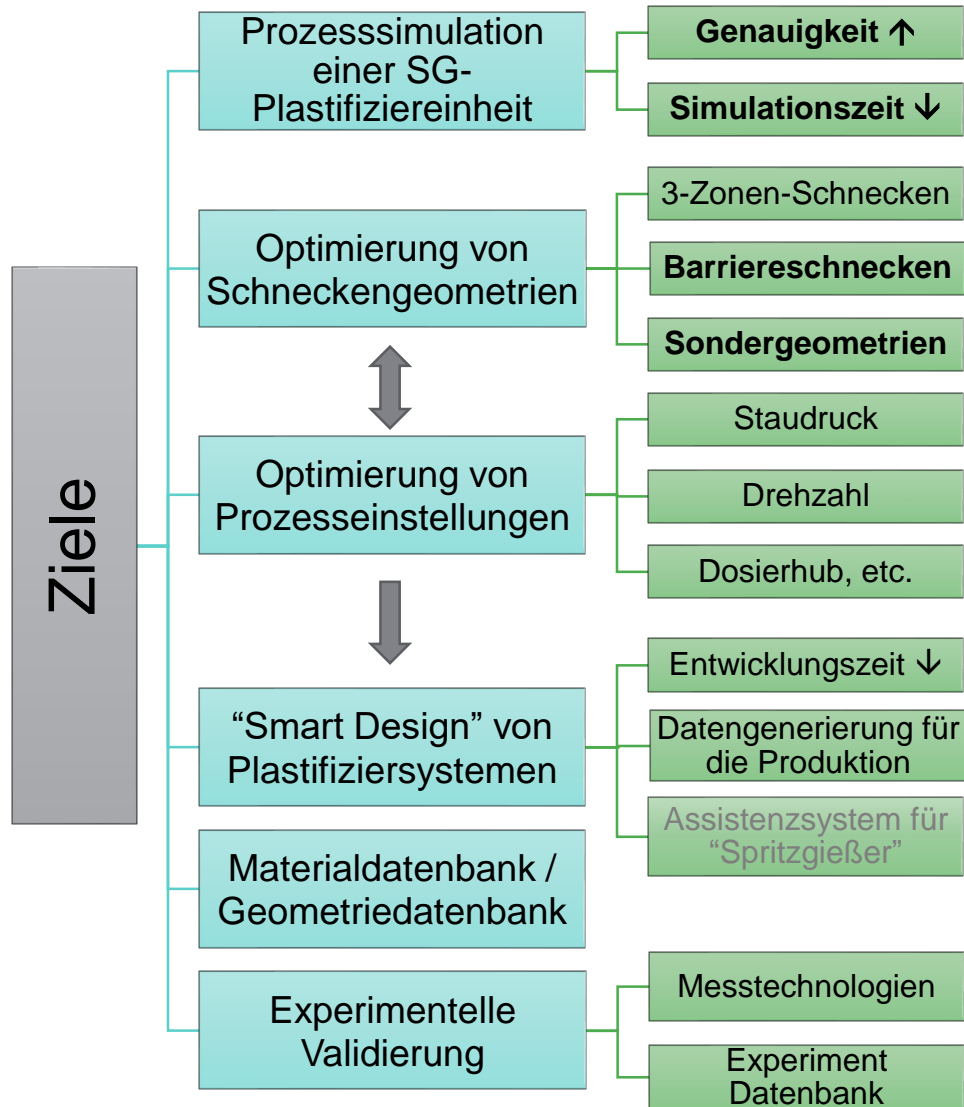 Ziele
Prozesssimulation
einer SG-
Plastifiziereinheit
Genauigkeit ↑
Simulationszeit ↓
Optimierung von
Schneckengeometrien
3-Zonen-Schnecken
Barriereschnecken
Sondergeometrien
Optimierung von
Prozesseinstellungen
Staudruck
Drehzahl
Dosierhub, etc.
“Smart Design” von
Plastifiziersystemen
Entwicklungszeit ↓
Datengenerierung für
die Produktion
Assistenzsystem für
“Spritzgießer”
Materialdatenbank /
Geometriedatenbank
Experimentelle
Validierung
Messtechnologien
Experiment
Datenbank